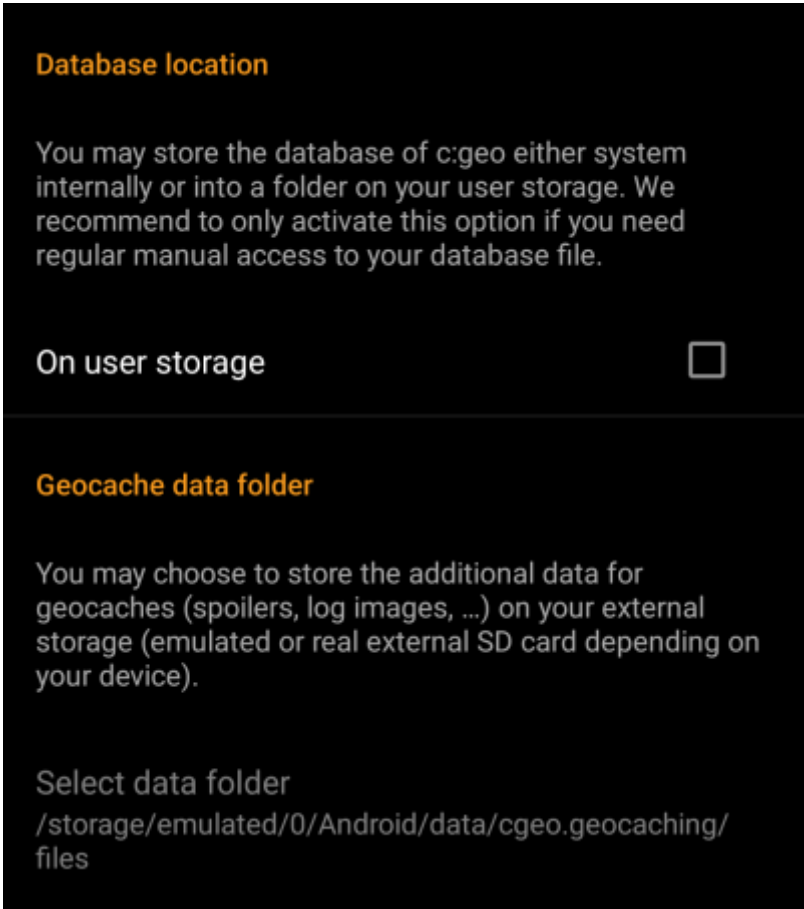 Database location
You may store the database of c:geo either system
internally or into a folder on your user storage. We
recommend to only activate this option if you need
regular manual access to your database file.
On user storage
Geocache data folder
You may choose to store the additional data for
geocaches (spoilers, log images, …) on your external
storage (emulated or real external SD card depending on
your device).
Select data folder
/storage/emulated/0/Android/data/cgeo.geocaching/
files